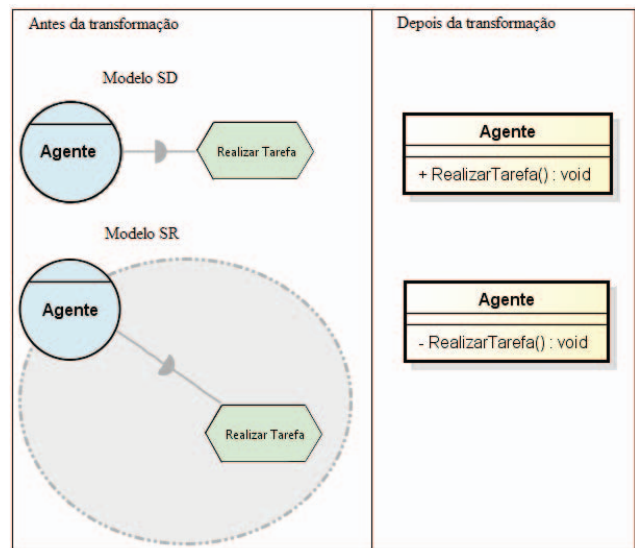 Antes da transformação
Depois da transformação
Modelo SD
Agente
Realizar Tarefa
Agente
+ RealizarTarefa() : void
Modelo SR
Agente
Realizar Tarefa
Agente
- RealizarTarefa() : void